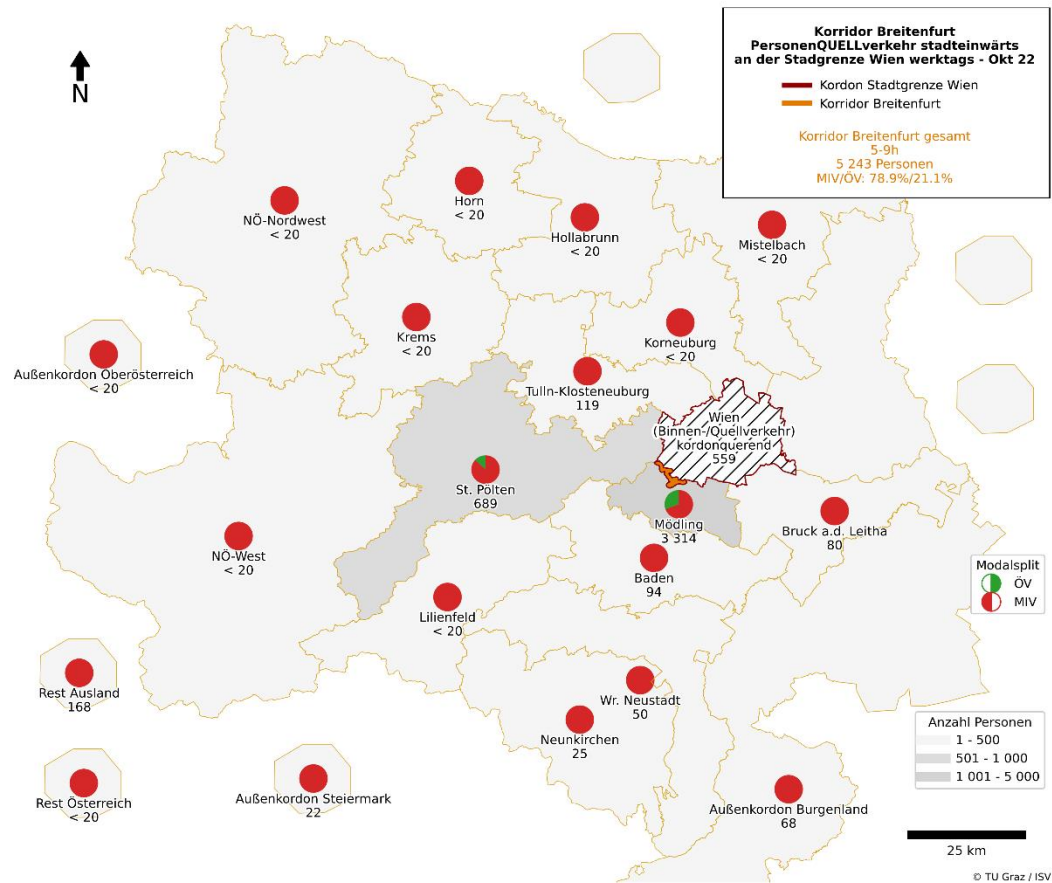 Korridor Breitenfurt
PersonenQUELLverkehr stadteinwärts
an der Stadgrenze Wien werktags - Okt 22
Kordon Stadtgrenze Wien
Korridor Breitenfurt
Korridor Breitenfurt gesamt
5-9h
5 243 Personen
MIV/ÖV: 78.9%/21.1%
N
Horn
< 20
NÖ-Nordwest
< 20
Hollabrunn
< 20
Mistelbach
< 20
Krems
< 20
Korneuburg
< 20
Außenkordon Oberösterreich
< 20
Tulln-Klosteneuburg
119
Wien
(Binnen-/Quellverkehr)
kordonquerend
559
St. Pölten
689
Mödling
3 314
Bruck a.d. Leitha
80
NÖ-West
< 20
Baden
94
Modalsplit
ÖV
MIV
Lilienfeld
< 20
Rest Ausland
168
Wr. Neustadt
50
Neunkirchen
25
Anzahl Personen
1 - 500
501 - 1 000
1 001 - 5 000
Rest Österreich
< 20
Außenkordon Steiermark
22
Außenkordon Burgenland
68
25 km
© TU Graz / ISV